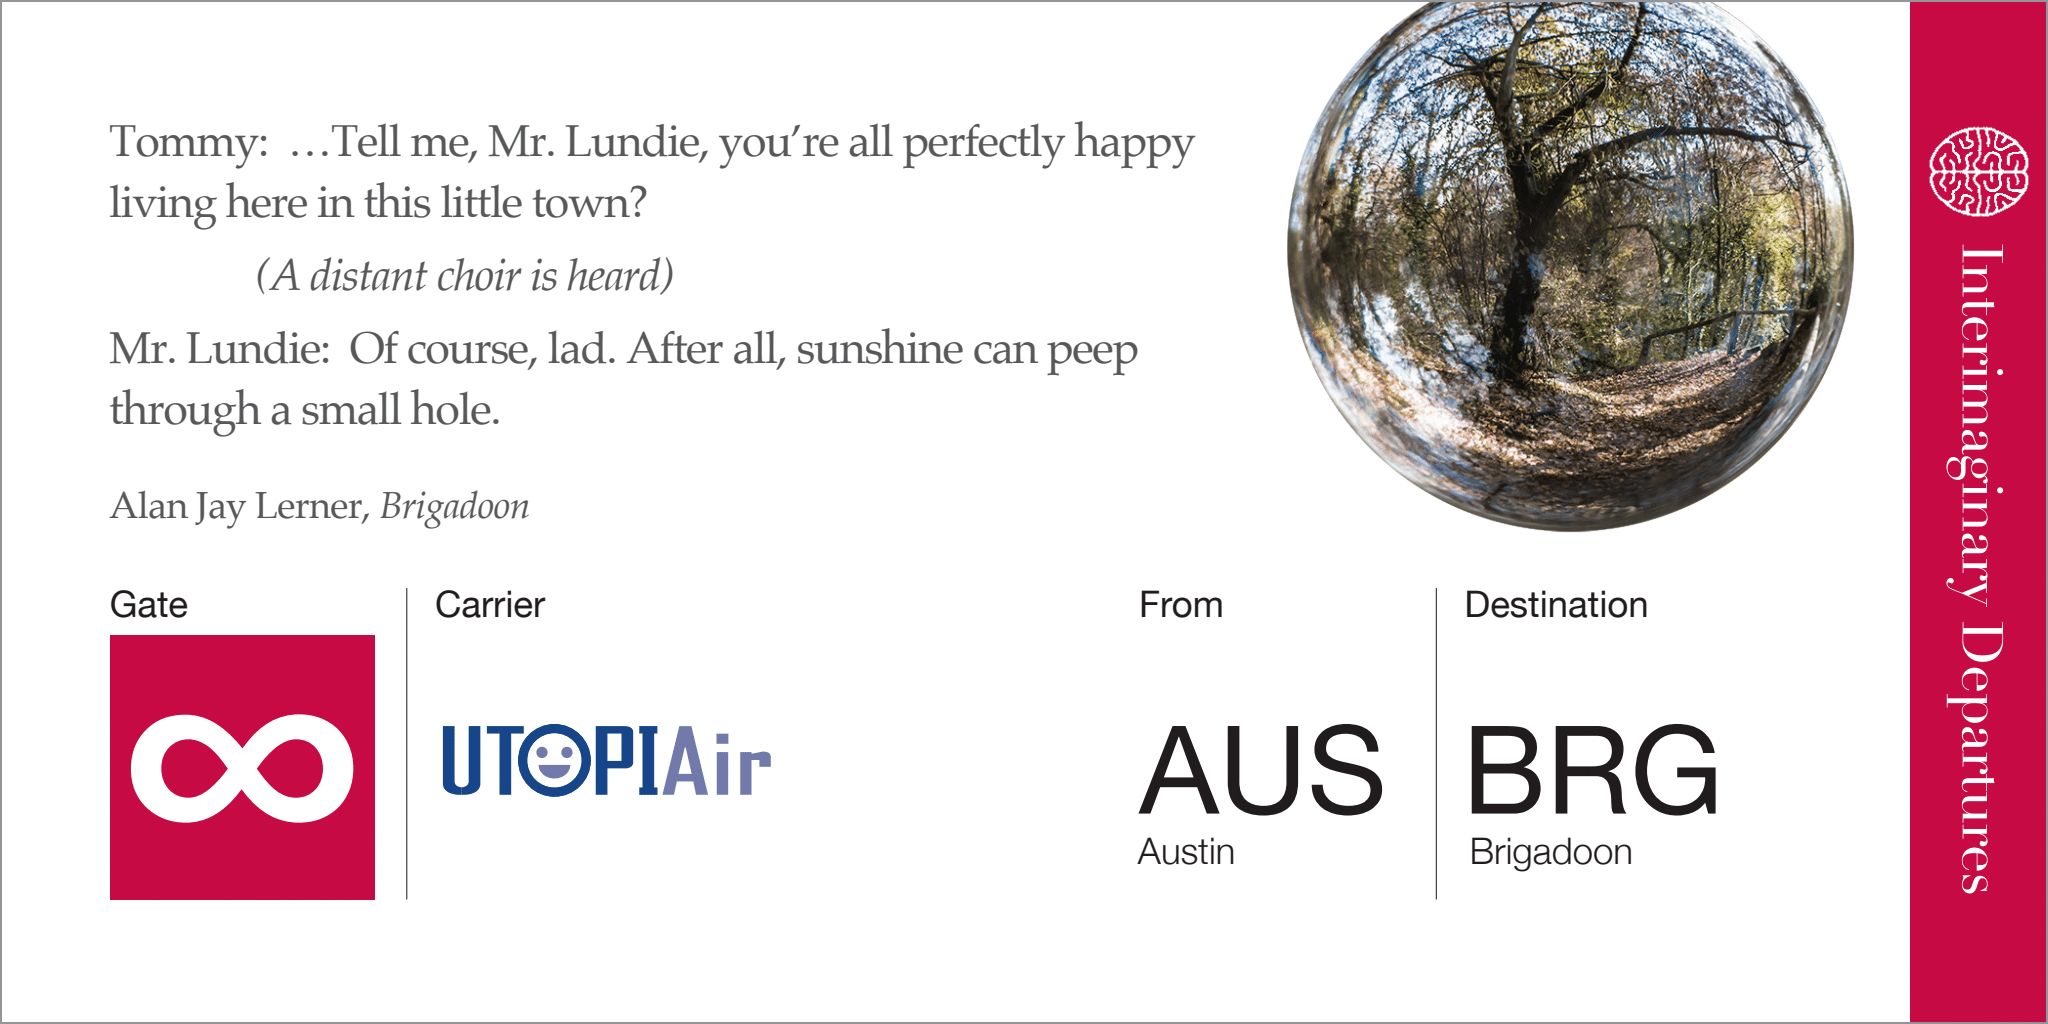 Tommy:  …Tell me, Mr. Lundie, you’re all perfectly happy
living here in this little town?
(A distant choir is heard)
Mr. Lundie:  Of course, lad. After all, sunshine can peep
through a small hole.
Alan Jay Lerner, Brigadoon
Gate
∞
Carrier
UTOPIAir
From
AUS
Austin
Destination
BRG
Brigadoon
Interimaginary Departures